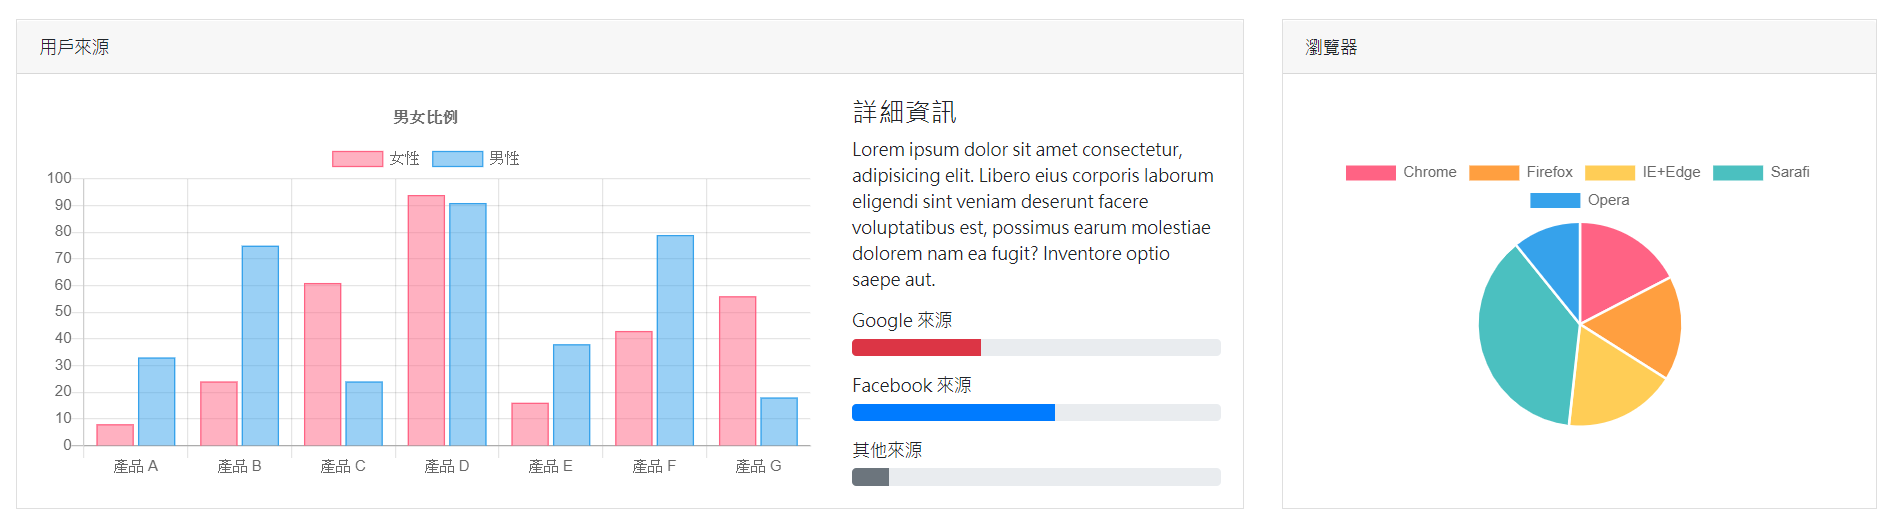 用戶來源
男女比例
女性 男性
100
90
80
70
60
50
40
30
20
10
0
產品 A 產品 B 產品 C 產品 D 產品 E 產品 F 產品 G
詳細資訊
Lorem ipsum dolor sit amet consectetur,
adipisicing elit. Libero eius corporis laborum
eligendi sint veniam deserunt facere
voluptatibus est, possimus earum molestiae
dolorem nam ea fugit? Inventore optio
saepe aut.
Google 來源
Facebook 來源
其他來源
瀏覽器
Chrome Firefox IE+Edge Sarafi
Opera